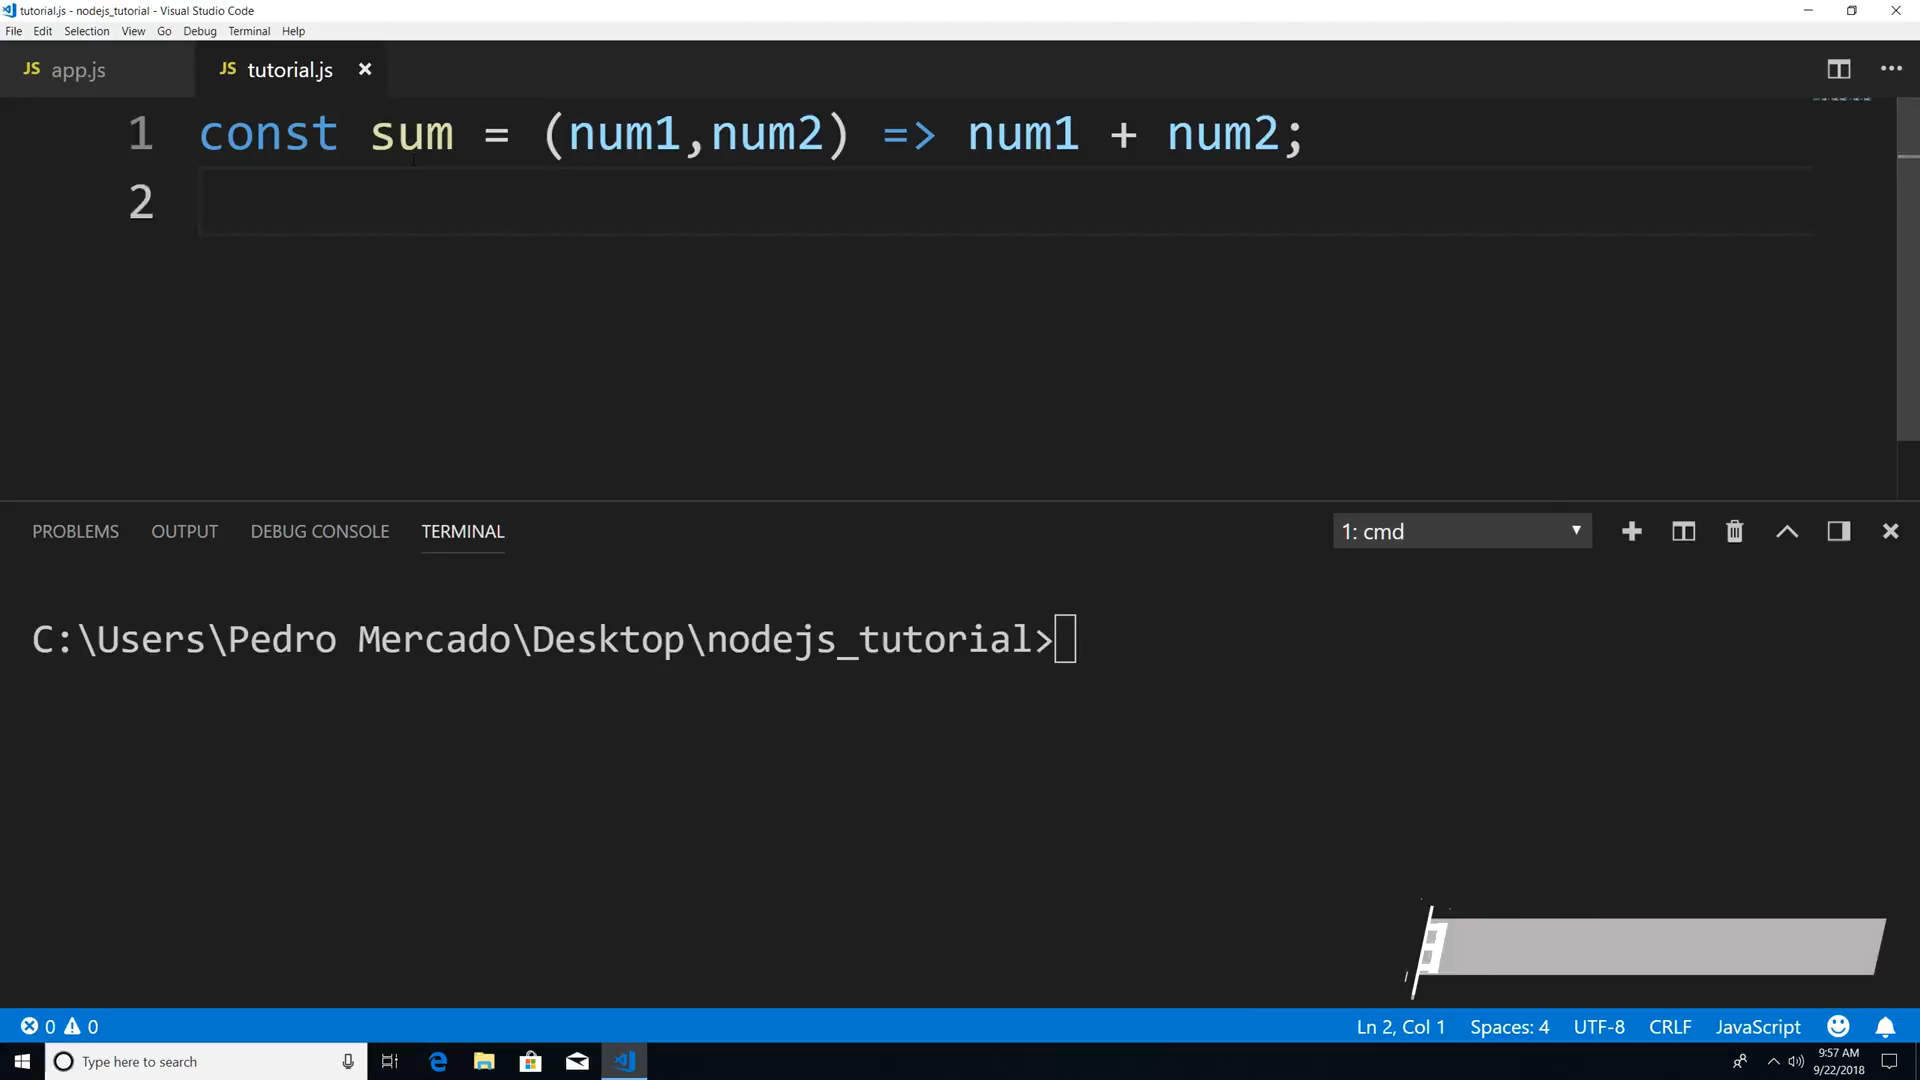 tutorial.js - nodejs_tutorial - Visual Studio Code
File Edit Selection View Go Debug Terminal Help
JS app.js JS tutorial.js
1 const sum = (num1,num2) => num1 + num2;
2
PROBLEMS OUTPUT DEBUG CONSOLE TERMINAL 1: cmd
C:\Users\Pedro Mercado\Desktop\nodejs_tutorial>
0 0 Ln 2, Col 1 Spaces: 4 UTF-8 CRLF JavaScript
Type here to search 9:57 AM
9/22/2018